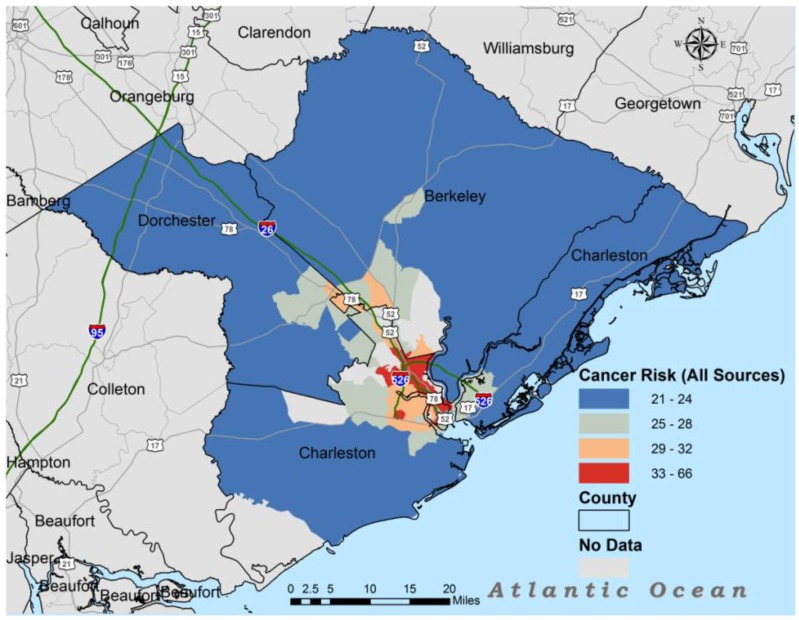 601
Calhoun
301
Clarendon
52
521
Williamsburg
N
W E
S
701
15
301
301
176
178
15
Orangeburg
17
Georgetown
521
17
701
Bamberg
Berkeley
Dorchester
78
26
Charleston
17
78
52
52
95
526
21
Colleton
78
17
526
52
17
Charleston
Hampton
Beaufort
Jasper
21
Beaufort
Beaufort
Beaufort
Cancer Risk (All Sources)
21 - 24
25 - 28
29 - 32
33 - 66
County
No Data
0 2.5 5 10 15 20
Miles
Atlantic Ocean